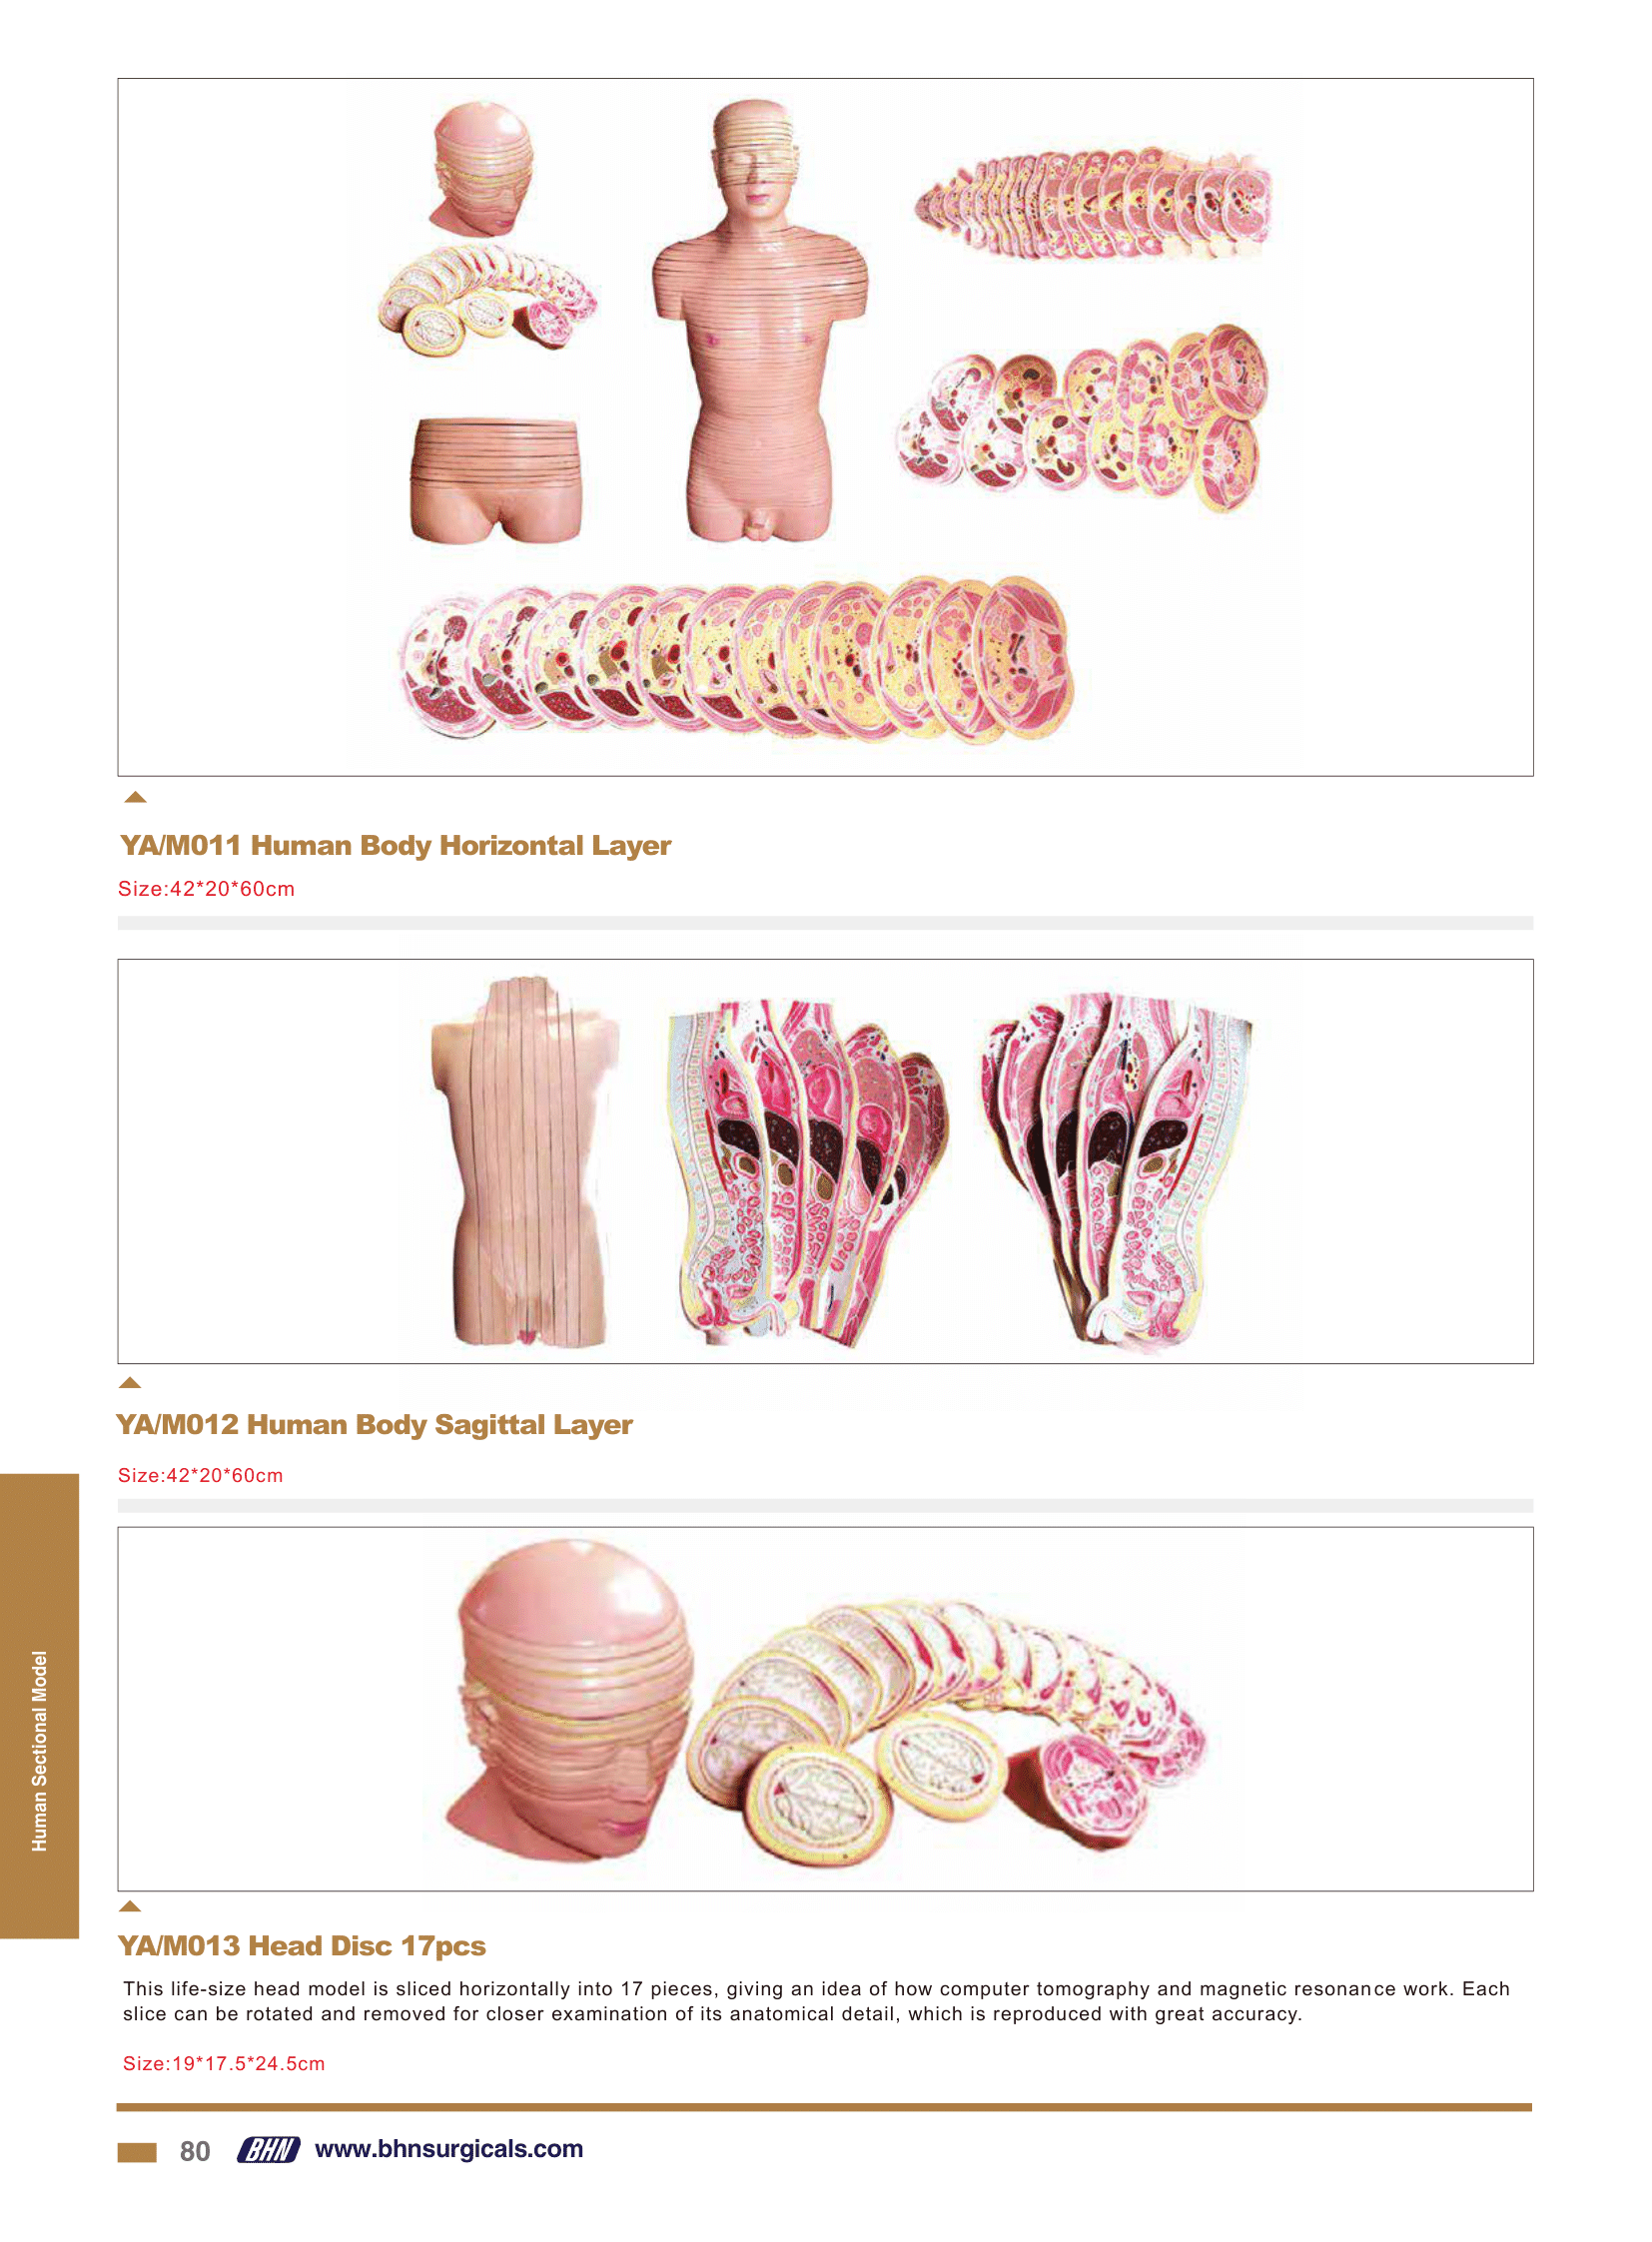 YA/M011 Human Body Horizontal Layer
Size:42*20*60cm
YA/M012 Human Body Sagittal Layer
Size:42*20*60cm
Human Sectional Model
YA/M013 Head Disc 17pcs
This life-size head model is sliced horizontally into 17 pieces, giving an idea of how computer tomography and magnetic resonance work. Each
slice can be rotated and removed for closer examination of its anatomical detail, which is reproduced with great accuracy.
Size:19*17.5*24.5cm
80 BHN www.bhnsurgicals.com